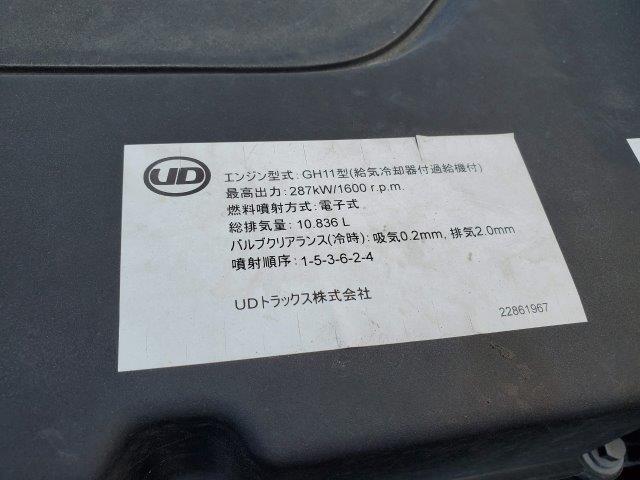 UD
エンジン型式: GH11型(給気冷却器付過給機付)
最高出力: 287kW/1600 r.p.m.
燃料噴射方式: 電子式
総排気量: 10.836 L
バルブクリアランス(冷時): 吸気0.2mm, 排気2.0mm
噴射順序: 1-5-3-6-2-4
UDトラックス株式会社
22861967